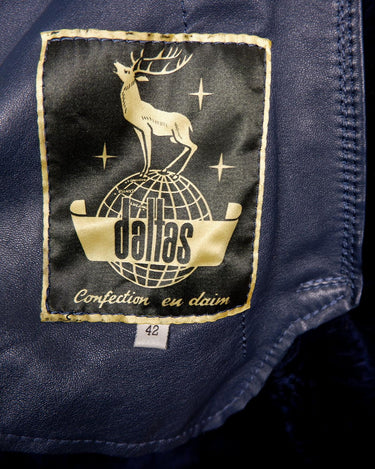 dallas
Confection en daim
42